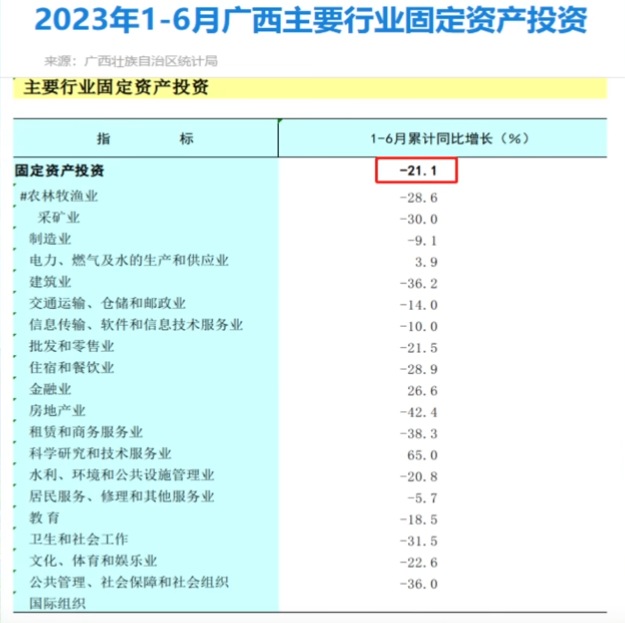 2023年1-6月广西主要行业固定资产投资
来源：广西壮族自治区统计局
主要行业固定资产投资
指 标 1-6月累计同比增长（%）
固定资产投资 -21.1
#农林牧渔业 -28.6
采矿业 -30.0
制造业 -9.1
电力、燃气及水的生产和供应业 3.9
建筑业 -36.2
交通运输、仓储和邮政业 -14.0
信息传输、软件和信息技术服务业 -10.0
批发和零售业 -21.5
住宿和餐饮业 -28.9
金融业 26.6
房地产业 -42.4
租赁和商务服务业 -38.3
科学研究和技术服务业 65.0
水利、环境和公共设施管理业 -20.8
居民服务、修理和其他服务业 -5.7
教育 -18.5
卫生和社会工作 -31.5
文化、体育和娱乐业 -22.6
公共管理、社会保障和社会组织 -36.0
国际组织